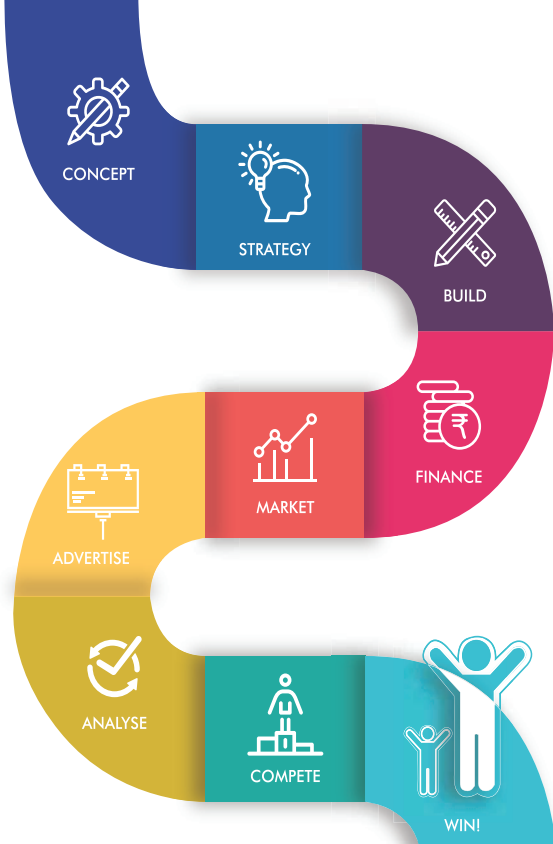 CONCEPT
STRATEGY
BUILD
FINANCE
MARKET
ADVERTISE
ANALYSE
COMPETE
WIN!